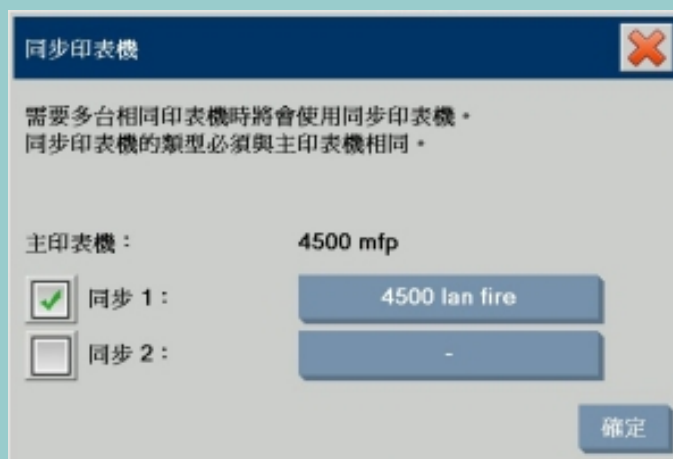 同步印表機
需要多台相同印表機時將會使用同步印表機。
同步印表機的類型必須與主印表機相同。
主印表機： 4500 mfp
同步 1： 4500 lan fire
同步 2： -
確定